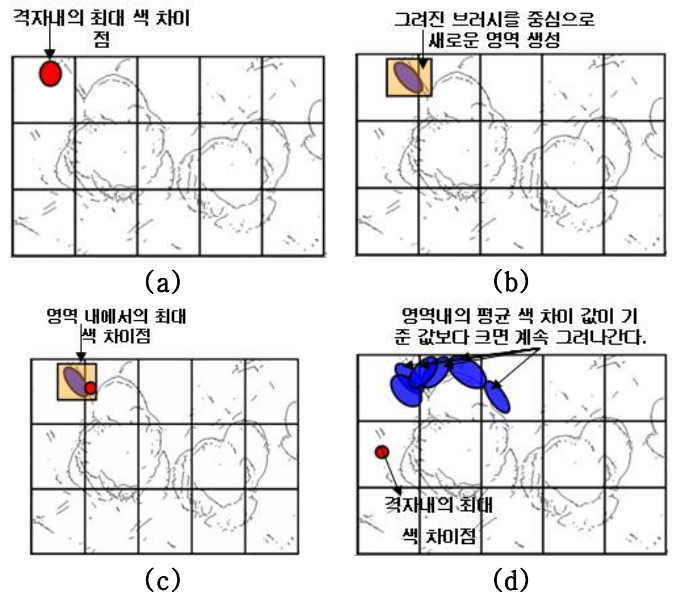 격자내의 최대 색 차이
점
(a)
그려진 브러시를 중심으로
새로운 영역 생성
(b)
영역 내에서의 최대
색 차이점
(c)
영역내의 평균 색 차이 값이 기
준 값보다 크면 계속 그려나간다.
격자내의 최대
색 차이점
(d)